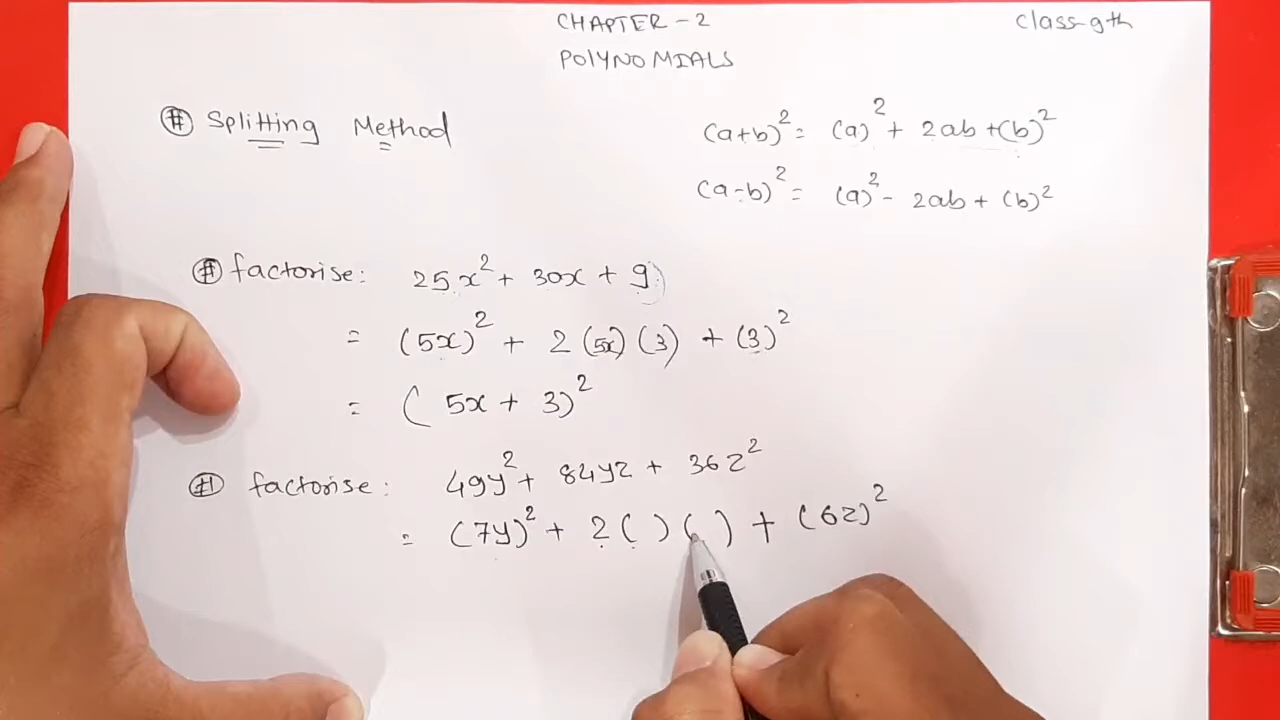 CHAPTER - 2
Class-9th
POLYNOMIALS
# Splitting Method
(a+b)² = (a)² + 2ab + (b)²
(a-b)² = (a)² - 2ab + (b)²
# factorise: 25x² + 30x + 9
= (5x)² + 2 (5x) (3) + (3)²
= ( 5x + 3)²
# factorise: 49y² + 84yz + 36z²
= (7y)² + 2 ( ) ( ) + (6z)²